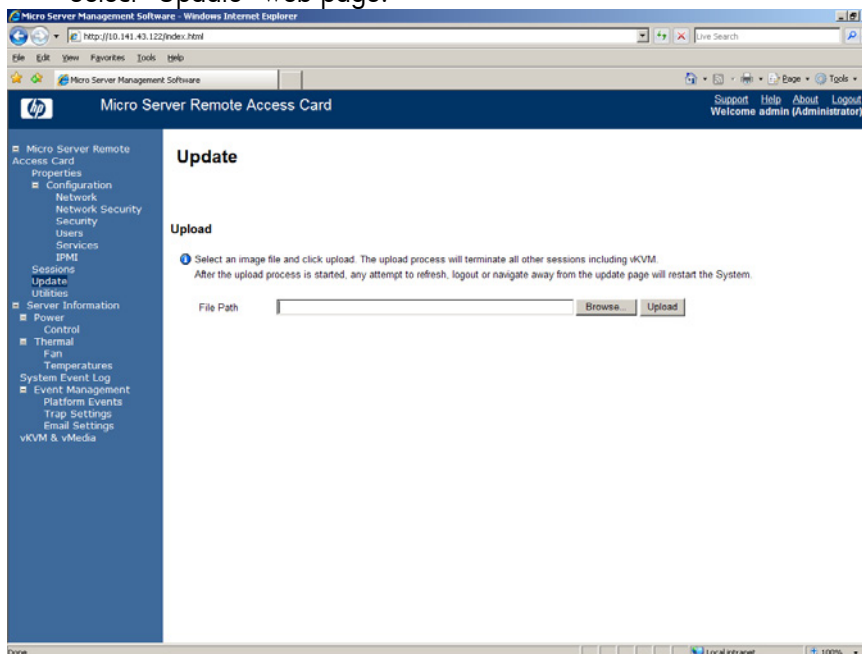 select "Update" web page.
Micro Server Management Software - Windows Internet Explorer
http://10.141.43.122/index.html
Live Search
File Edit View Favorites Tools Help
Micro Server Management Software
Page Tools
hp
Micro Server Remote Access Card
Support Help About Logout
Welcome admin (Administrator)
Micro Server Remote
Access Card
Properties
Configuration
Network
Network Security
Security
Users
Services
IPMI
Sessions
Update
Utilities
Server Information
Power
Control
Thermal
Fan
Temperatures
System Event Log
Event Management
Platform Events
Trap Settings
Email Settings
vKVM & vMedia
Update
Upload
Select an image file and click upload. The upload process will terminate all other sessions including vKVM.
After the upload process is started, any attempt to refresh, logout or navigate away from the update page will restart the System.
File Path
Browse...
Upload
Done
Local intranet
100%